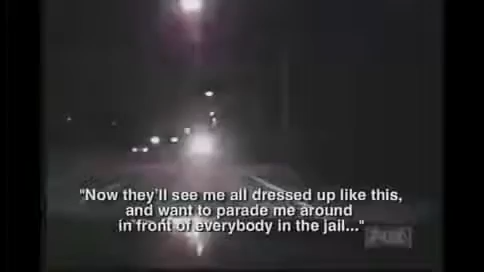 "Now they'll see me all dressed up like this,
and want to parade me around
in front of everybody in the jail..."